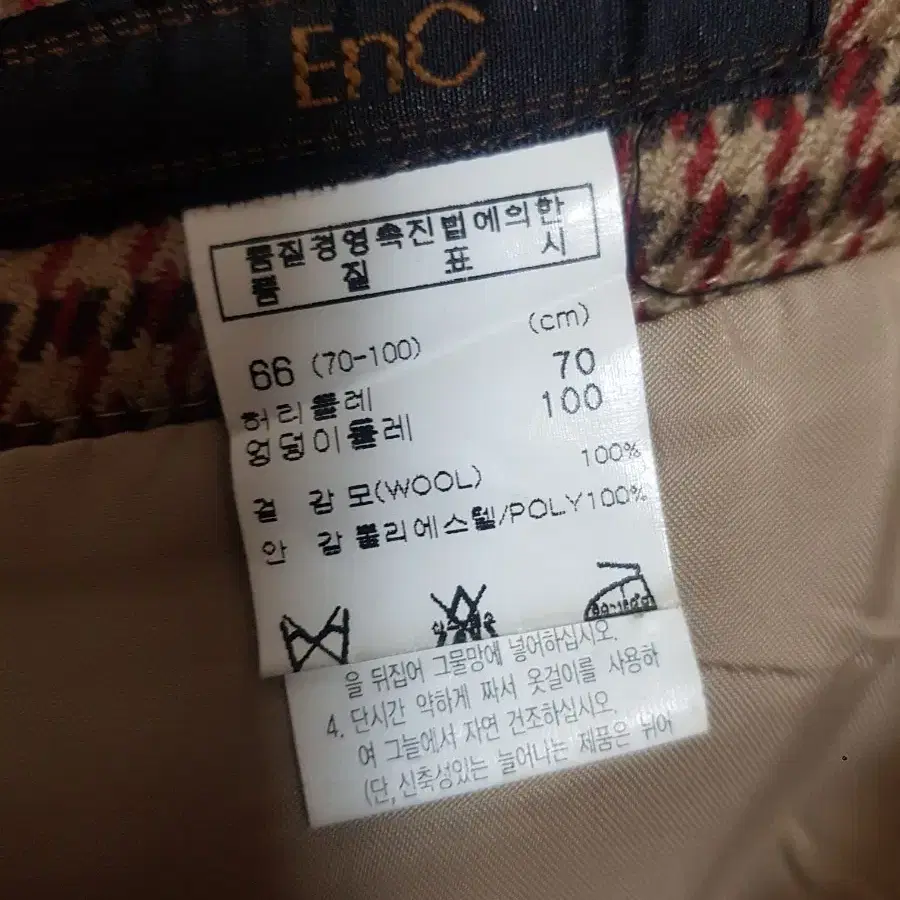 EnC
품질경영촉진법에의한
품 질 표 시
(cm)
66 (70-100) 70
허리둘레 100
엉덩이둘레
100%
겉 감 모(WOOL)
안 감 폴리에스텔/POLY100%
을 뒤집어 그물망에 넣어하십시오.
4. 단시간 약하게 짜서 옷걸이를 사용하
여 그늘에서 자연 건조하십시오.
(단, 신축성있는 늘어나는 제품은 뉘어